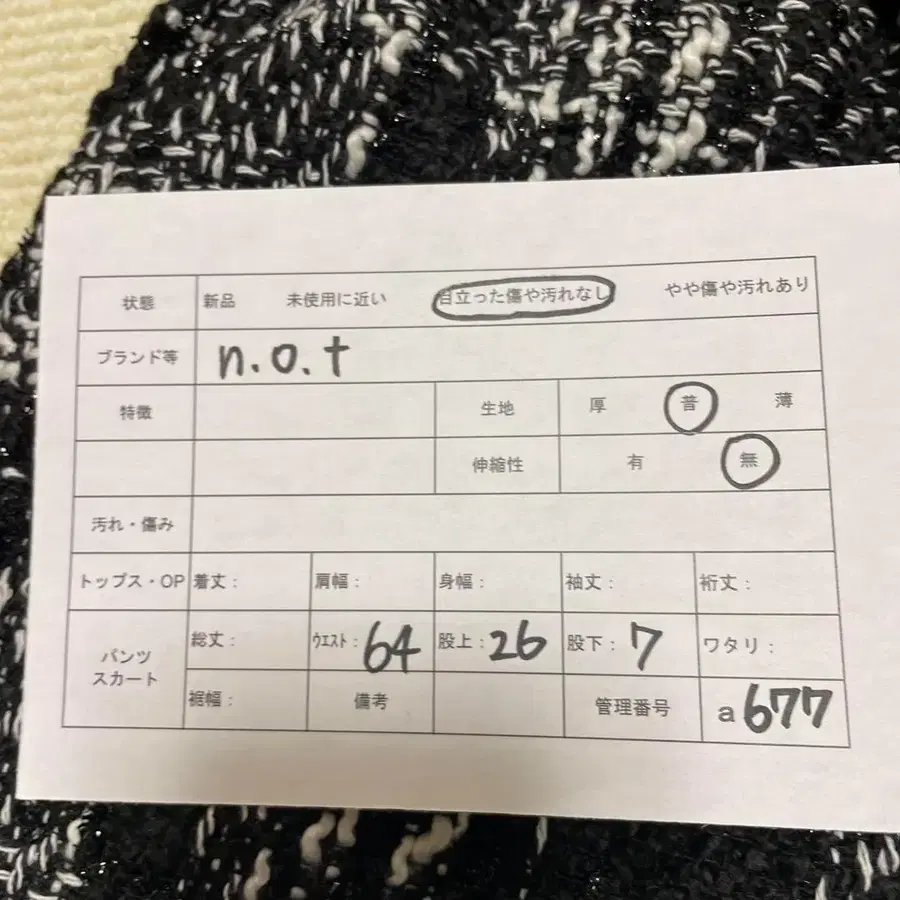 状態 新品 未使用に近い 目立った傷や汚れなし やや傷や汚れあり
ブランド等 n.o.t
特徴 生地 厚 普 薄
伸縮性 有 無
汚れ・傷み
トップス・OP 着丈: 肩幅: 身幅: 袖丈: 裄丈:
パンツ スカート 総丈: ウエスト: 64 股上: 26 股下: 7 ワタリ:
裾幅: 備考 管理番号 a677